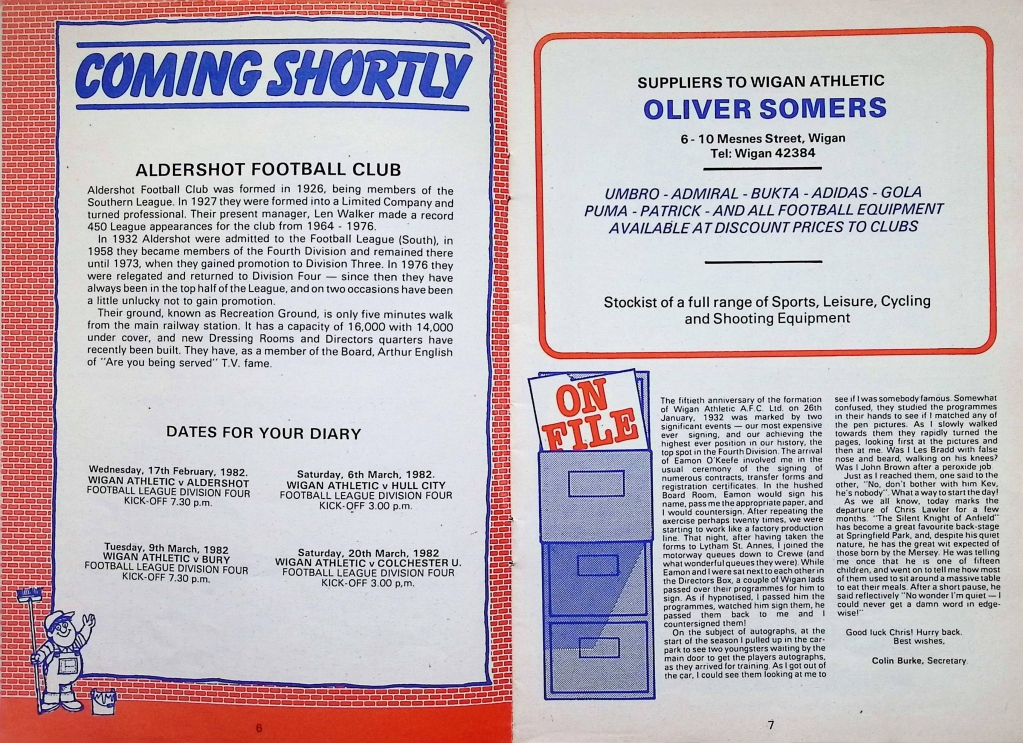 COMING SHORTLY
ALDERSHOT FOOTBALL CLUB
Aldershot Football Club was formed in 1926, being members of the
Southern League. In 1927 they were formed into a Limited Company and
turned professional. Their present manager, Len Walker made a record
450 League appearances for the club from 1964 - 1976.
In 1932 Aldershot were admitted to the Football League (South), in
1958 they became members of the Fourth Division and remained there
until 1973, when they gained promotion to Division Three. In 1976 they
were relegated and returned to Division Four — since then they have
always been in the top half of the League, and on two occasions have been
a little unlucky not to gain promotion.
Their ground, known as Recreation Ground, is only five minutes walk
from the main railway station. It has a capacity of 16,000 with 14,000
under cover, and new Dressing Rooms and Directors quarters have
recently been built. They have, as a member of the Board, Arthur English
of "Are you being served" T.V. fame.
DATES FOR YOUR DIARY
Wednesday, 17th February, 1982.
WIGAN ATHLETIC v ALDERSHOT
FOOTBALL LEAGUE DIVISION FOUR
KICK-OFF 7.30 p.m.
Saturday, 6th March, 1982.
WIGAN ATHLETIC v HULL CITY
FOOTBALL LEAGUE DIVISION FOUR
KICK-OFF 3.00 p.m.
Tuesday, 9th March, 1982
WIGAN ATHLETIC v BURY
FOOTBALL LEAGUE DIVISION FOUR
KICK-OFF 7.30 p.m.
Saturday, 20th March, 1982
WIGAN ATHLETIC v COLCHESTER U.
FOOTBALL LEAGUE DIVISION FOUR
KICK-OFF 3.00 p,m.
6
SUPPLIERS TO WIGAN ATHLETIC
OLIVER SOMERS
6 - 10 Mesnes Street, Wigan
Tel: Wigan 42384
UMBRO - ADMIRAL - BUKTA - ADIDAS - GOLA
PUMA - PATRICK - AND ALL FOOTBALL EQUIPMENT
AVAILABLE AT DISCOUNT PRICES TO CLUBS
Stockist of a full range of Sports, Leisure, Cycling
and Shooting Equipment
ON
FILE
The fiftieth anniversary of the formation
of Wigan Athletic A.F.C. Ltd. on 26th
January, 1932 was marked by two
significant events — our most expensive
ever signing, and our achieving the
highest ever position in our history, the
top spot in the Fourth Division. The arrival
of Eamon O'Keefe involved me in the
usual ceremony of the signing of
numerous contracts, transfer forms and
registration certificates. In the hushed
Board Room, Eamon would sign his
name, pass me the appropriate paper, and
I would countersign. After repeating the
exercise perhaps twenty times, we were
starting to work like a factory production
line. That night, after having taken the
forms to Lytham St. Annes, I joined the
motorway queues down to Crewe (and
what wonderful queues they were) While
Eamon and I were sat next to each other in
the Directors Box, a couple of Wigan lads
passed over their programmes for him to
sign. As if hypnotised, I passed him the
programmes, watched him sign them, he
passed them back to me and I
countersigned them!
On the subject of autographs, at the
start of the season I pulled up in the car-
park to see two youngsters waiting by the
main door to get the players autographs,
as they arrived for training. As I got out of
the car, I could see them looking at me to
see if I was somebody famous. Somewhat
confused, they studied the programmes
in their hands to see if I matched any of
the pen pictures. As I slowly walked
towards them they rapidly turned the
pages, looking first at the pictures and
then at me. Was I Les Bradd with false
nose and beard, walking on his knees?
Was I John Brown after a peroxide job
Just as I reached them, one said to the
other, "No, don't bother with him Kev,
he's nobody". What a way to start the day!
As we all know, today marks the
departure of Chris Lawler for a few
months. "The Silent Knight of Anfield"
has become a great favourite back-stage
at Springfield Park, and, despite his quiet
nature, he has the great wit expected of
those born by the Mersey. He was telling
me once that he is one of fifteen
children, and went on to tell me how most
of them used to sit around a massive table
to eat their meals. After a short pause, he
said reflectively "No wonder I'm quiet — I
could never get a damn word in edge-
wise!"
Good luck Chris! Hurry back.
Best wishes,
Colin Burke, Secretary.
7